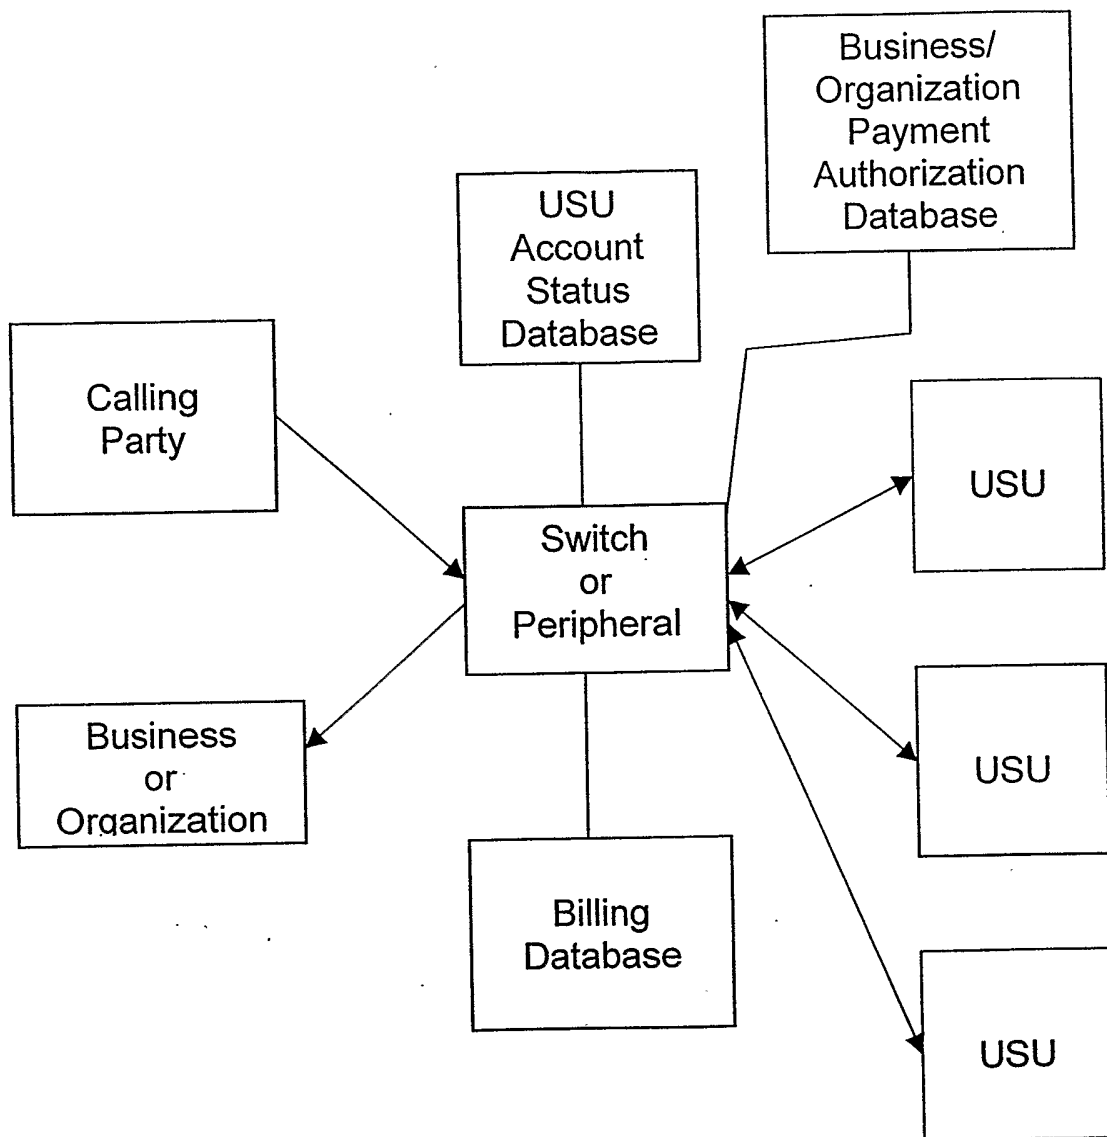 Business/
Organization
Payment
Authorization
Database
USU
Account
Status
Database
Calling
Party
USU
Switch
or
Peripheral
Business
or
Organization
USU
Billing
Database
USU